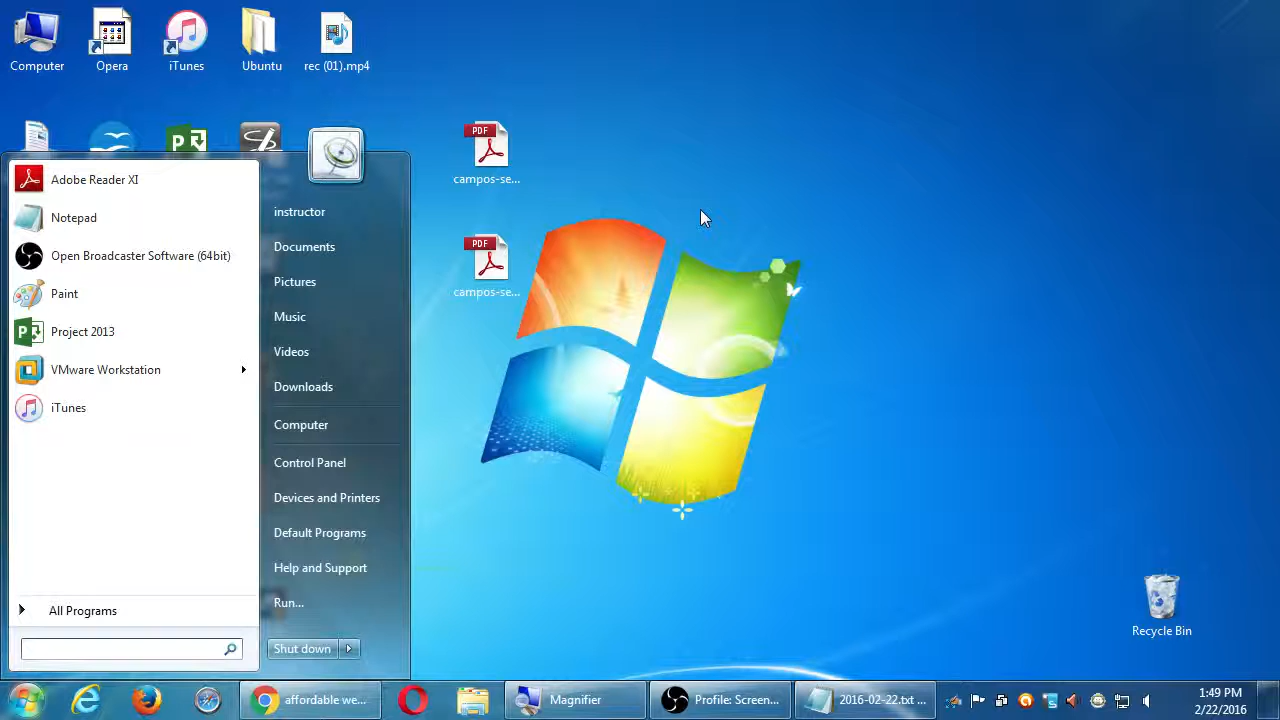 Computer
Opera
iTunes
Ubuntu
rec (01).mp4
PDF
campos-se...
PDF
campos-se...
Adobe Reader XI
Notepad
Open Broadcaster Software (64bit)
Paint
Project 2013
VMware Workstation
iTunes
All Programs
instructor
Documents
Pictures
Music
Videos
Downloads
Computer
Control Panel
Devices and Printers
Default Programs
Help and Support
Run...
Shut down
Recycle Bin
affordable we...
Magnifier
Profile: Screen...
2016-02-22.txt ...
1:49 PM
2/22/2016